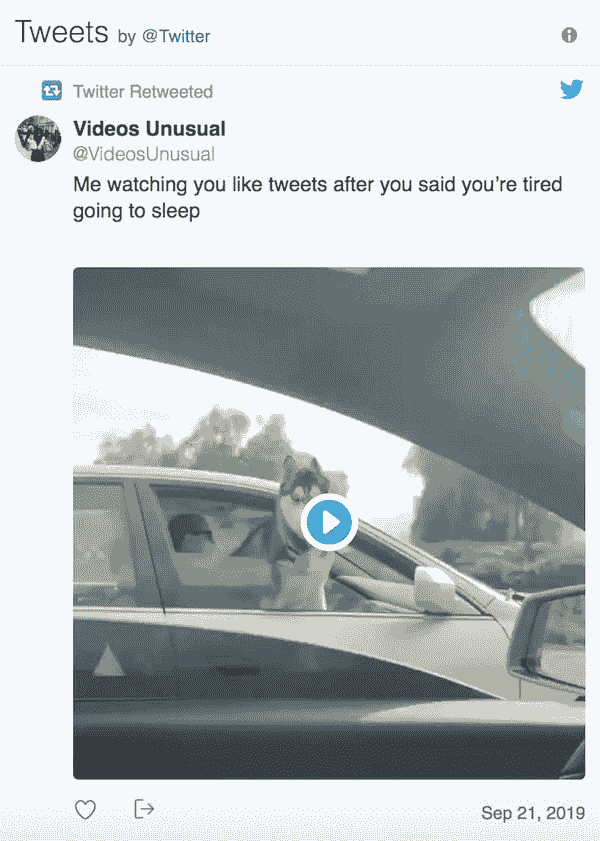 Tweets by @Twitter
Twitter Retweeted
Videos Unusual
@VideosUnusual
Me watching you like tweets after you said you’re tired
going to sleep
Sep 21, 2019